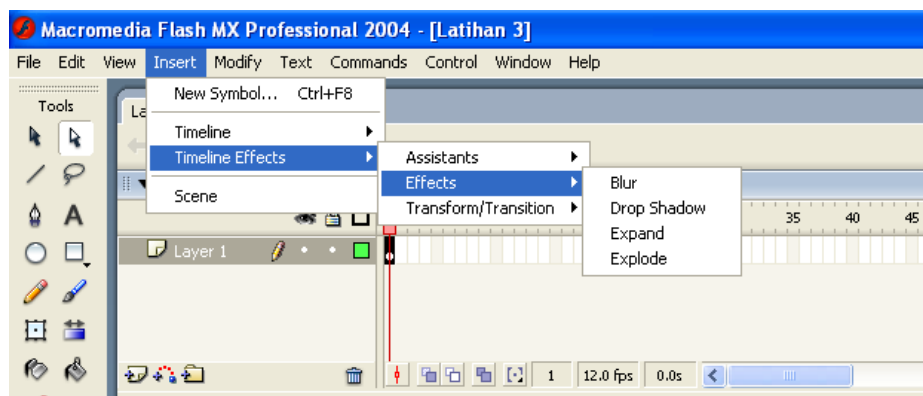 Macromedia Flash MX Professional 2004 - [Latihan 3]
File Edit View Insert Modify Text Commands Control Window Help
Tools
La
New Symbol... Ctrl+F8
Timeline
Timeline Effects
Scene
Assistants
Effects
Transform/Transition
Blur
Drop Shadow
Expand
Explode
35 40 45
Layer 1
1 12.0 fps 0.0s